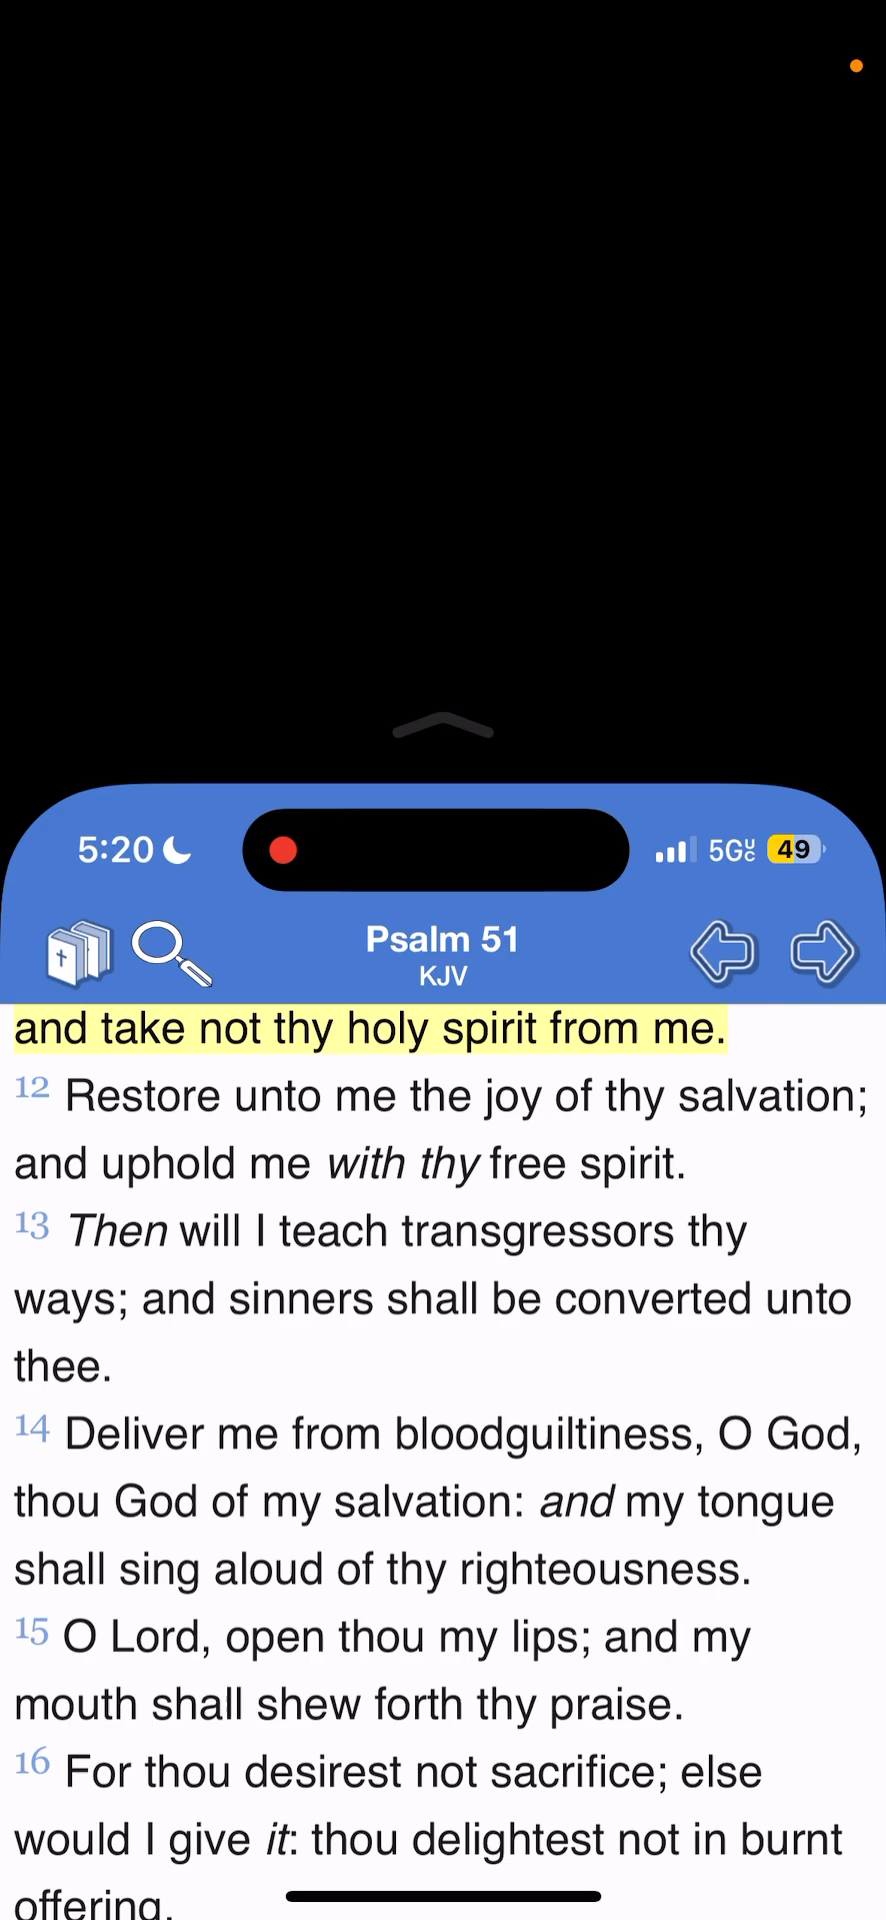 5:20
5G UC
49
Psalm 51
KJV
and take not thy holy spirit from me.
12 Restore unto me the joy of thy salvation;
and uphold me with thy free spirit.
13 Then will I teach transgressors thy
ways; and sinners shall be converted unto
thee.
14 Deliver me from bloodguiltiness, O God,
thou God of my salvation: and my tongue
shall sing aloud of thy righteousness.
15 O Lord, open thou my lips; and my
mouth shall shew forth thy praise.
16 For thou desirest not sacrifice; else
would I give it: thou delightest not in burnt
offering.